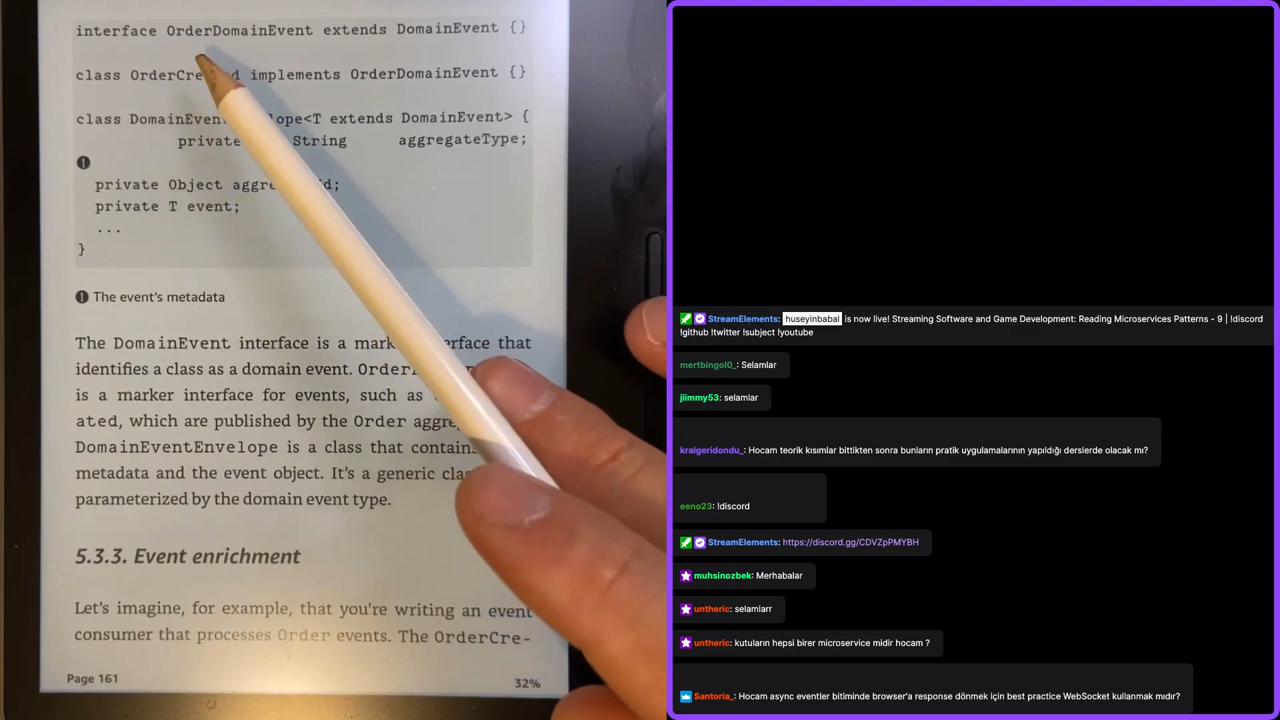 interface OrderDomainEvent extends DomainEvent {}
class OrderCre d implements OrderDomainEvent {}
class DomainEven lope<T extends DomainEvent> {
private String aggregateType;
❶
private Object aggre d;
private T event;
...
}
❶ The event's metadata
The DomainEvent interface is a mark erface that
identifies a class as a domain event.
is a marker interface for events, such as
ated, which are published by the Order aggre
DomainEventEnvelope is a class that contains
metadata and the event object. It's a generic clas
parameterized by the domain event type.
5.3.3. Event enrichment
Let's imagine, for example, that you're writing an event
consumer that processes Order events. The OrderCre-
Page 161
32%
StreamElements: huseyinbabal is now live! Streaming Software and Game Development: Reading Microservices Patterns - 9 | !discord
!github !twitter !subject !youtube
mertbingol0_: Selamlar
jiimmy53: selamlar
kralgeridondu_: Hocam teorik kısımlar bittikten sonra bunların pratik uygulamalarının yapıldığı derslerde olacak mı?
eeno23: !discord
StreamElements: https://discord.gg/CDVZpPMYBH
muhsinozbek: Merhabalar
untheric: selamlarr
untheric: kutuların hepsi birer microservice midir hocam ?
Santoria_: Hocam async eventler bitiminde browser'a response dönmek için best practice WebSocket kullanmak mıdır?